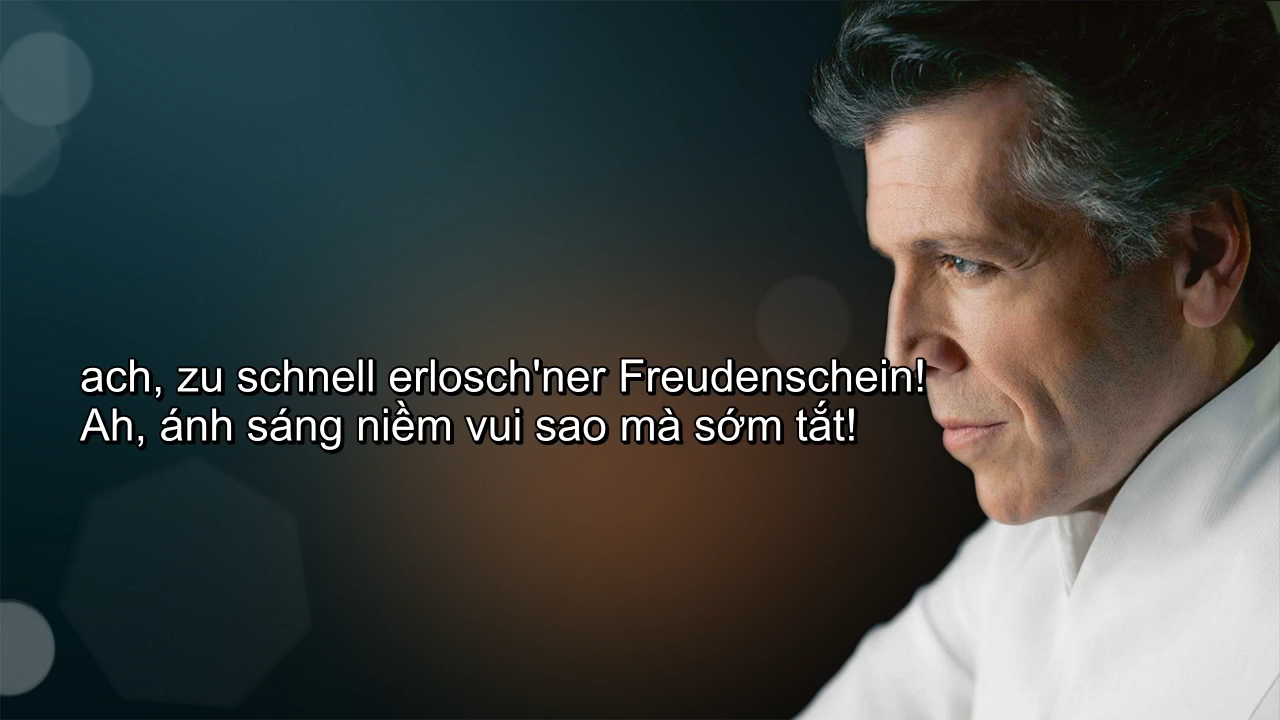 ach, zu schnell erlosch'ner Freudenschein!
Ah, ánh sáng niềm vui sao mà sớm tắt!